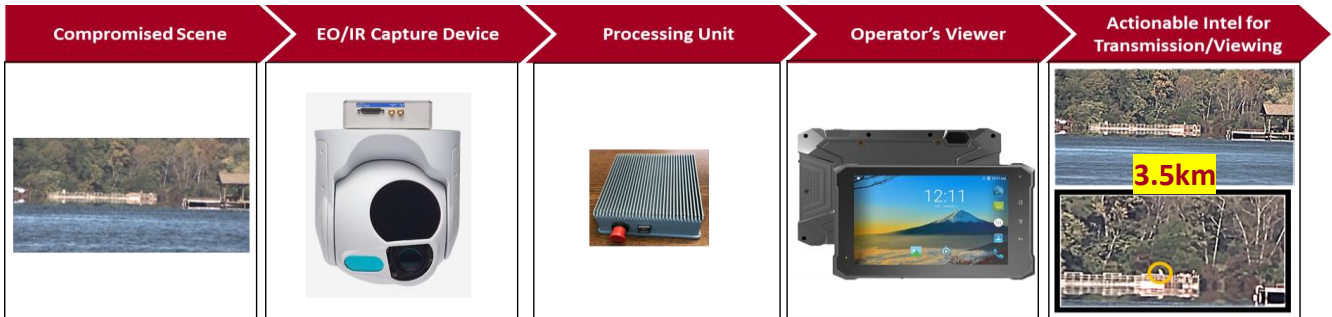 Compromised Scene
EO/IR Capture Device
Processing Unit
Operator's Viewer
Actionable Intel for
Transmission/Viewing
3.5km
12:11